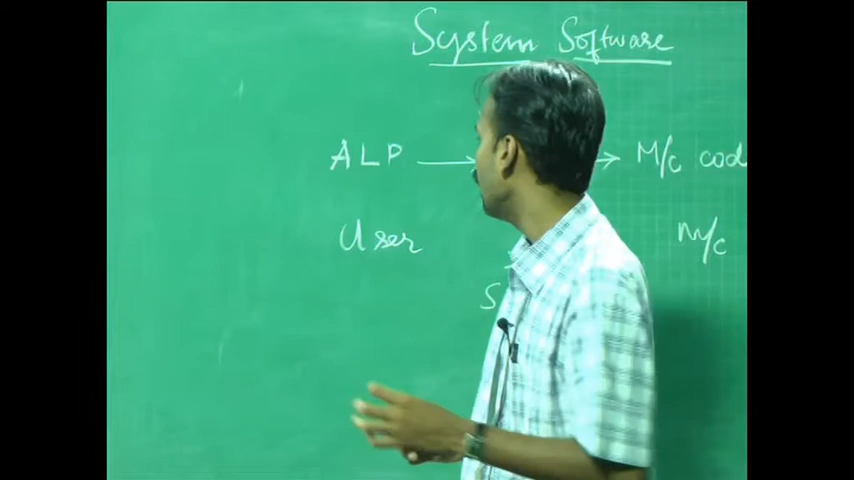 System Software
ALP → → M/c cod
User M/c
S